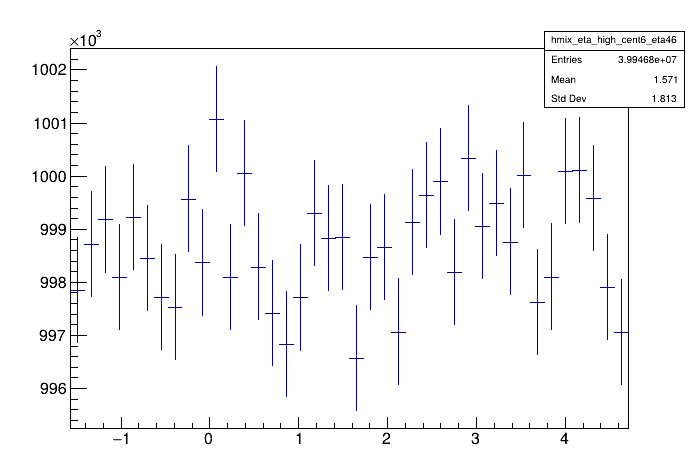 ×10³
hmix_eta_high_cent6_eta46
Entries 3.99468e+07
Mean 1.571
Std Dev 1.813
1002
1001
1000
999
998
997
996
−1 0 1 2 3 4